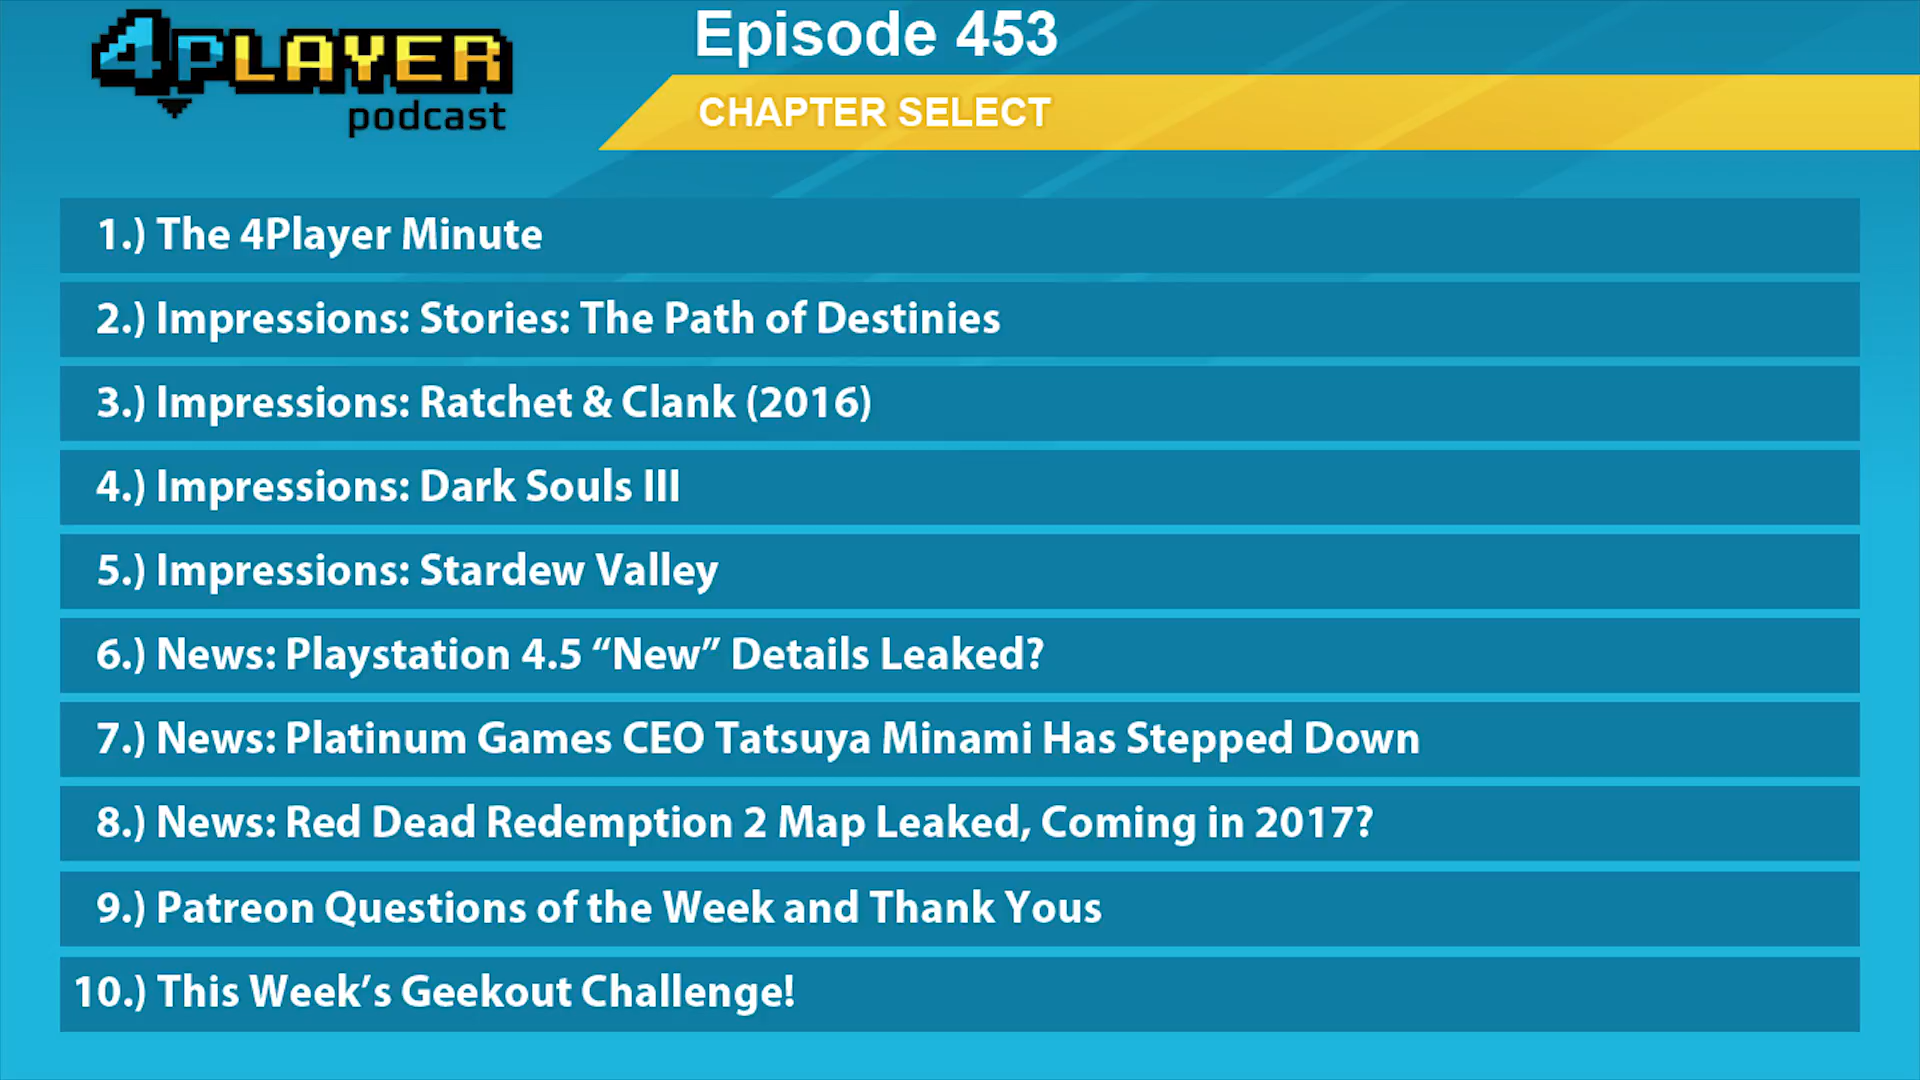 4PLAYER
podcast
Episode 453
CHAPTER SELECT
1.) The 4Player Minute
2.) Impressions: Stories: The Path of Destinies
3.) Impressions: Ratchet & Clank (2016)
4.) Impressions: Dark Souls III
5.) Impressions: Stardew Valley
6.) News: Playstation 4.5 “New” Details Leaked?
7.) News: Platinum Games CEO Tatsuya Minami Has Stepped Down
8.) News: Red Dead Redemption 2 Map Leaked, Coming in 2017?
9.) Patreon Questions of the Week and Thank Yous
10.) This Week’s Geekout Challenge!